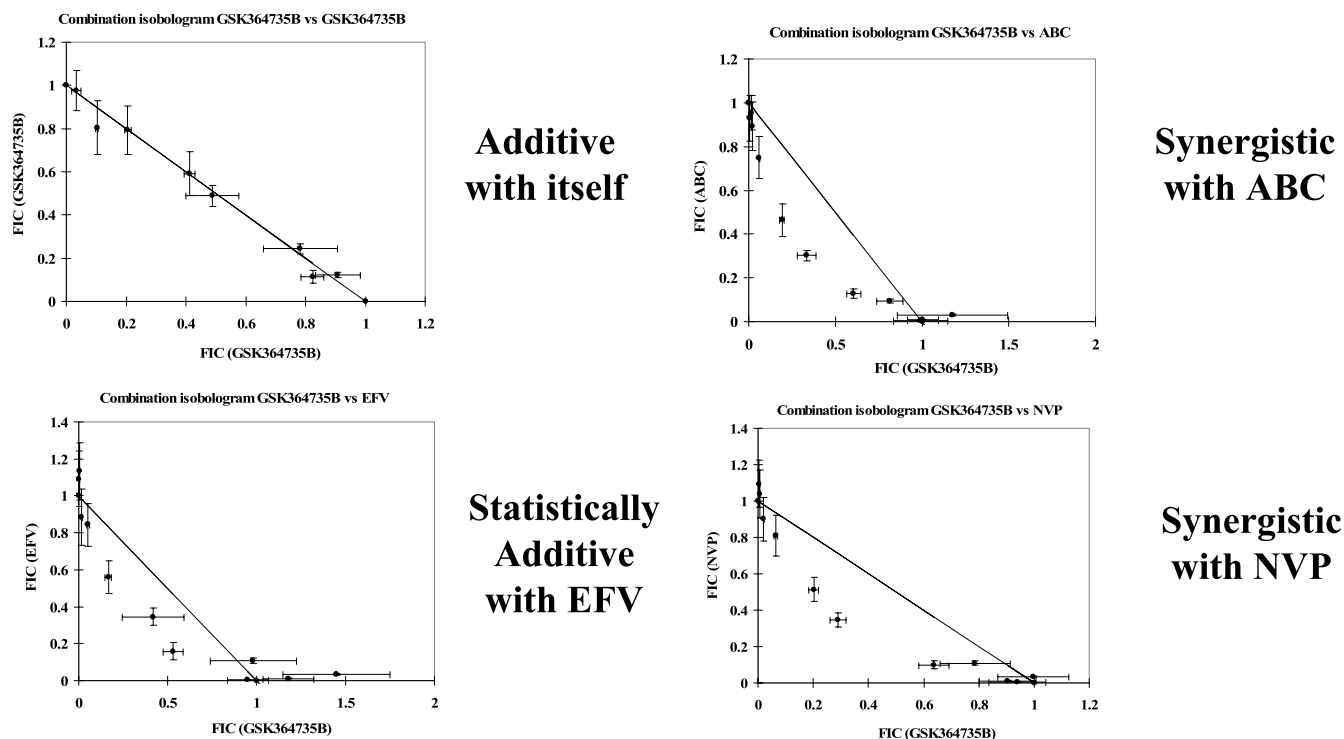 Combination isobologram GSK364735B vs GSK364735B
1.2
1
0.8
0.6
0.4
0.2
0
FIC (GSK364735B)
0 0.2 0.4 0.6 0.8 1 1.2
FIC (GSK364735B)
Additive
with itself
Combination isobologram GSK364735B vs ABC
1.2
1
0.8
0.6
0.4
0.2
0
FIC (ABC)
0 0.5 1 1.5 2
FIC (GSK364735B)
Synergistic
with ABC
Combination isobologram GSK364735B vs EFV
1.4
1.2
1
0.8
0.6
0.4
0.2
0
FIC (EFV)
0 0.5 1 1.5 2
FIC (GSK364735B)
Statistically
Additive
with EFV
Combination isobologram GSK364735B vs NVP
1.4
1.2
1
0.8
0.6
0.4
0.2
0
FIC (NVP)
0 0.2 0.4 0.6 0.8 1 1.2
FIC (GSK364735B)
Synergistic
with NVP